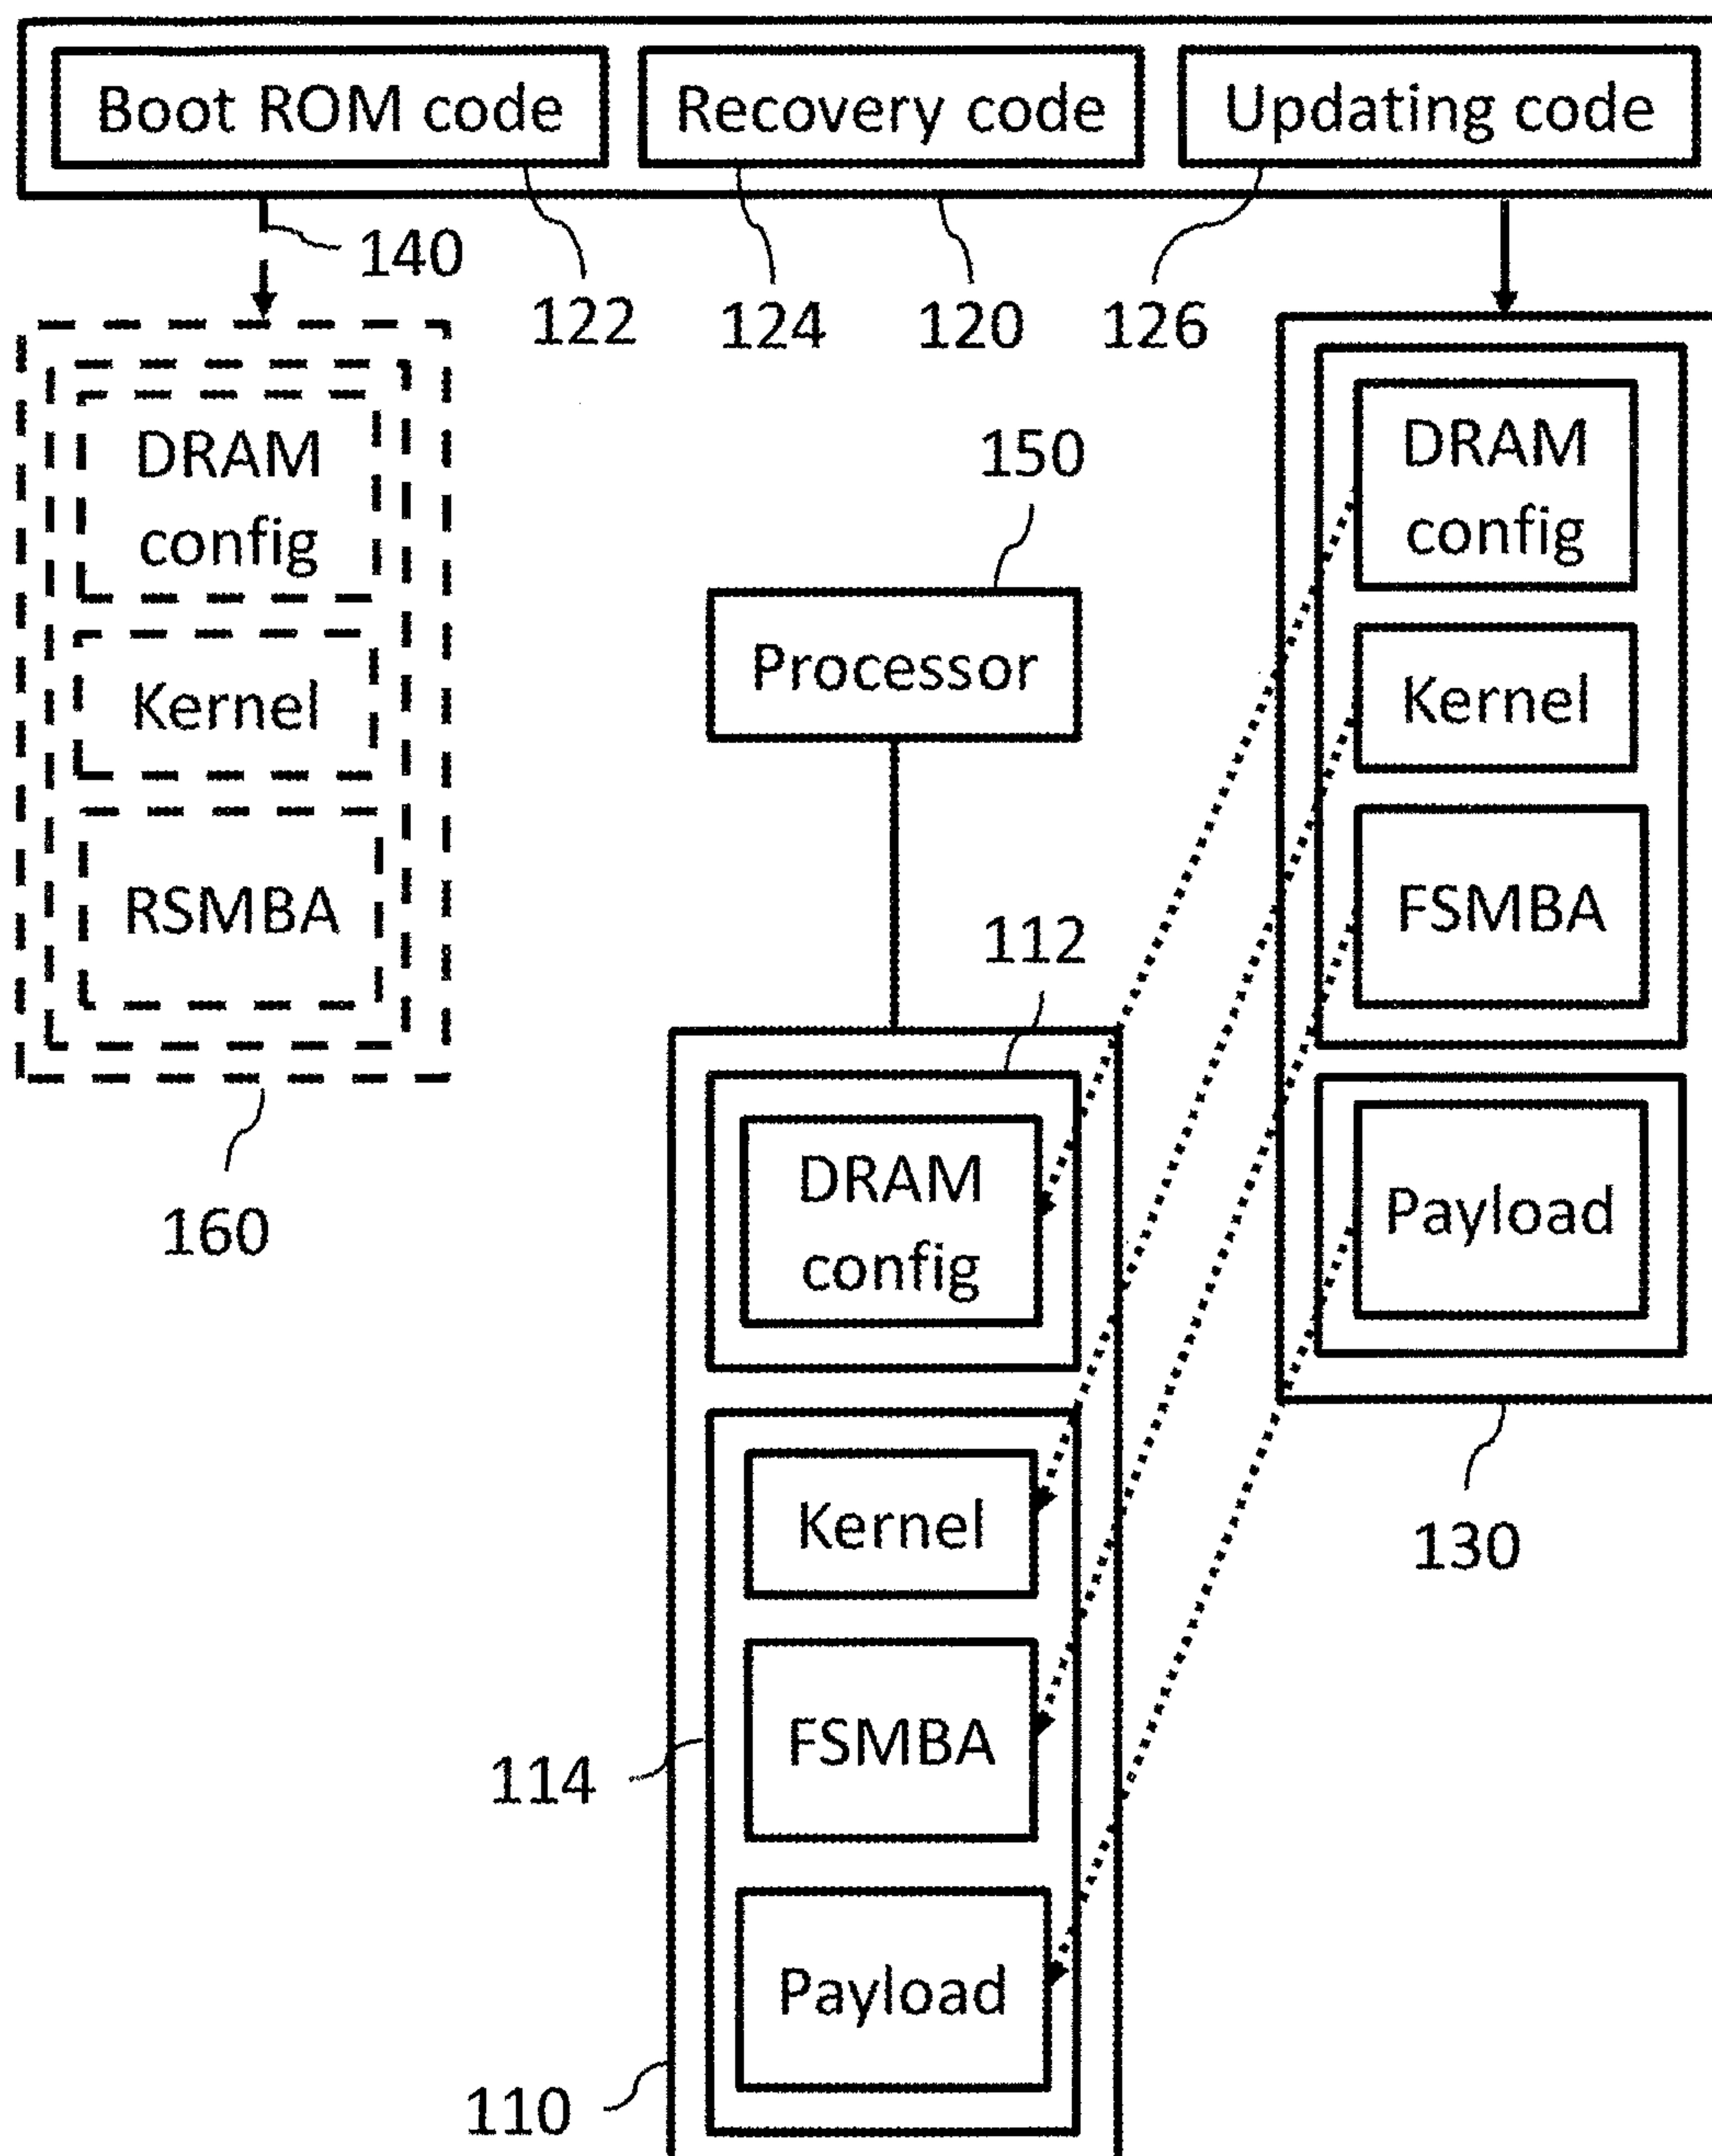 Boot ROM code
Recovery code
Updating code
140
122
124
120
126
DRAM
config
Kernel
RSMBA
160
150
Processor
DRAM
config
Kernel
FSMBA
Payload
130
112
DRAM
config
Kernel
FSMBA
Payload
114
110